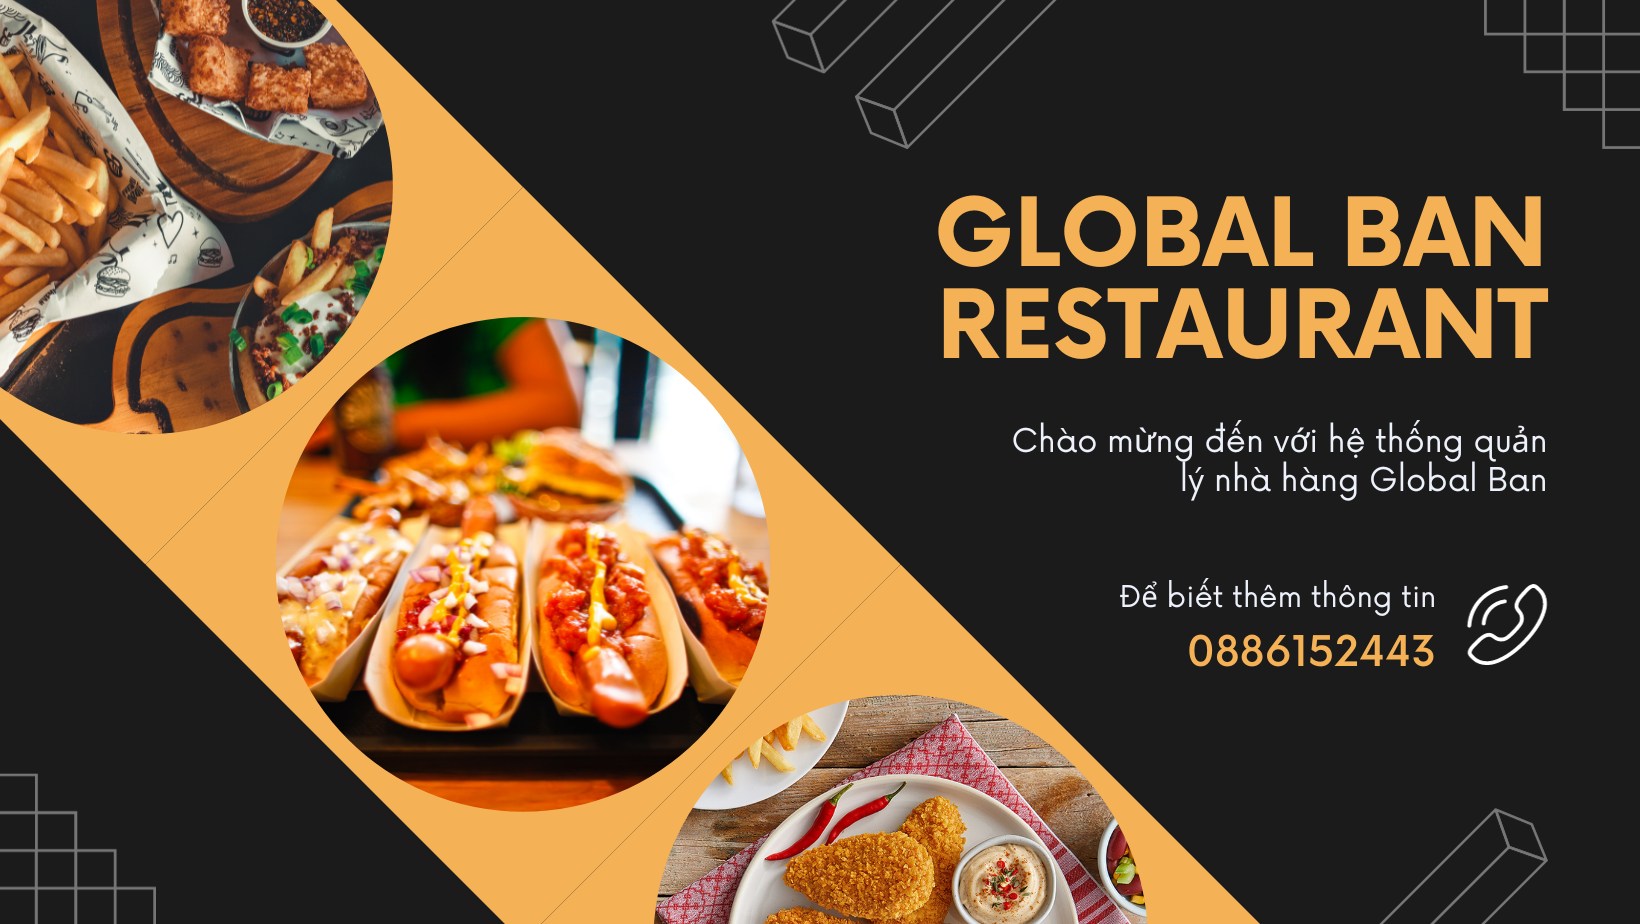 GLOBAL BAN
RESTAURANT
Chào mừng đến với hệ thống quản
lý nhà hàng Global Ban
Để biết thêm thông tin
0886152443